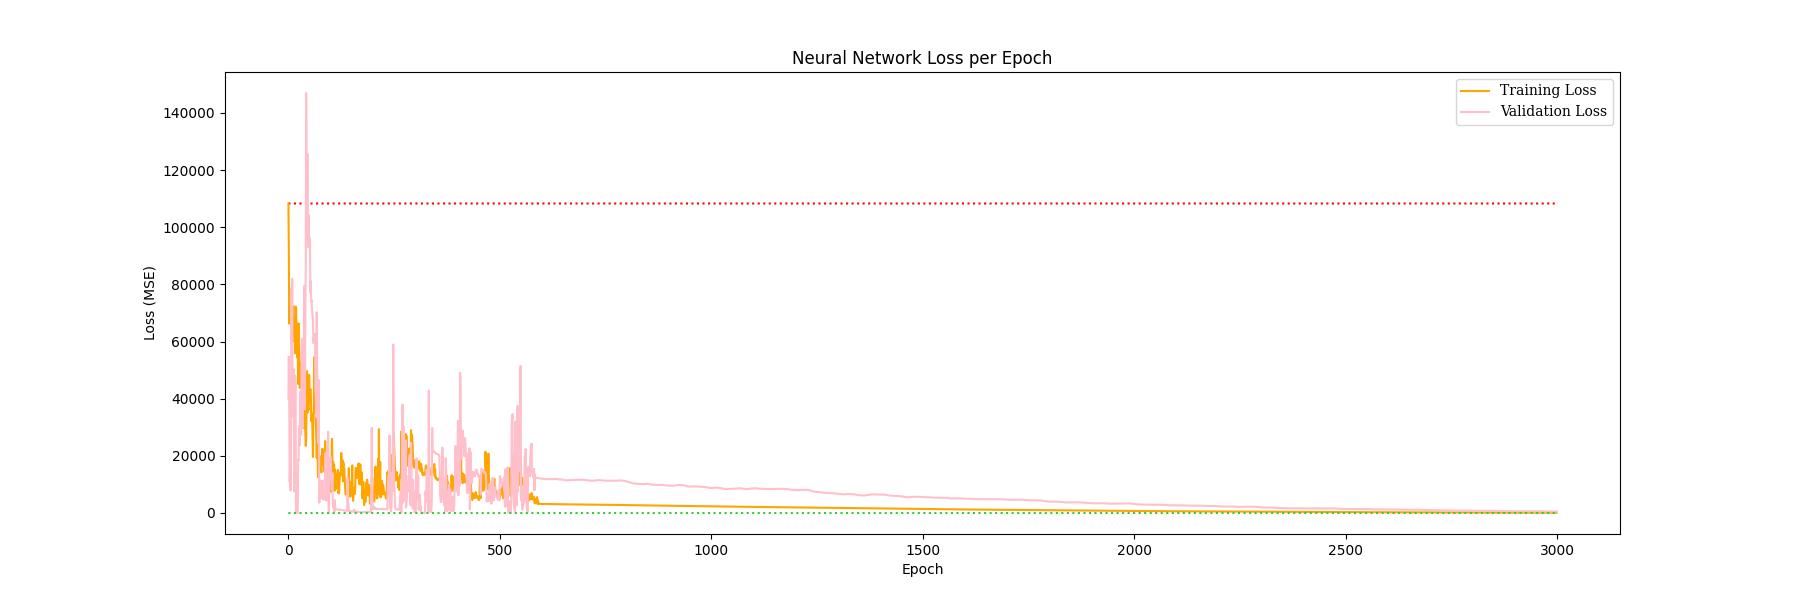 Neural Network Loss per Epoch
Training Loss
Validation Loss
140000
120000
100000
80000
60000
40000
20000
0
Loss (MSE)
0 500 1000 1500 2000 2500 3000
Epoch